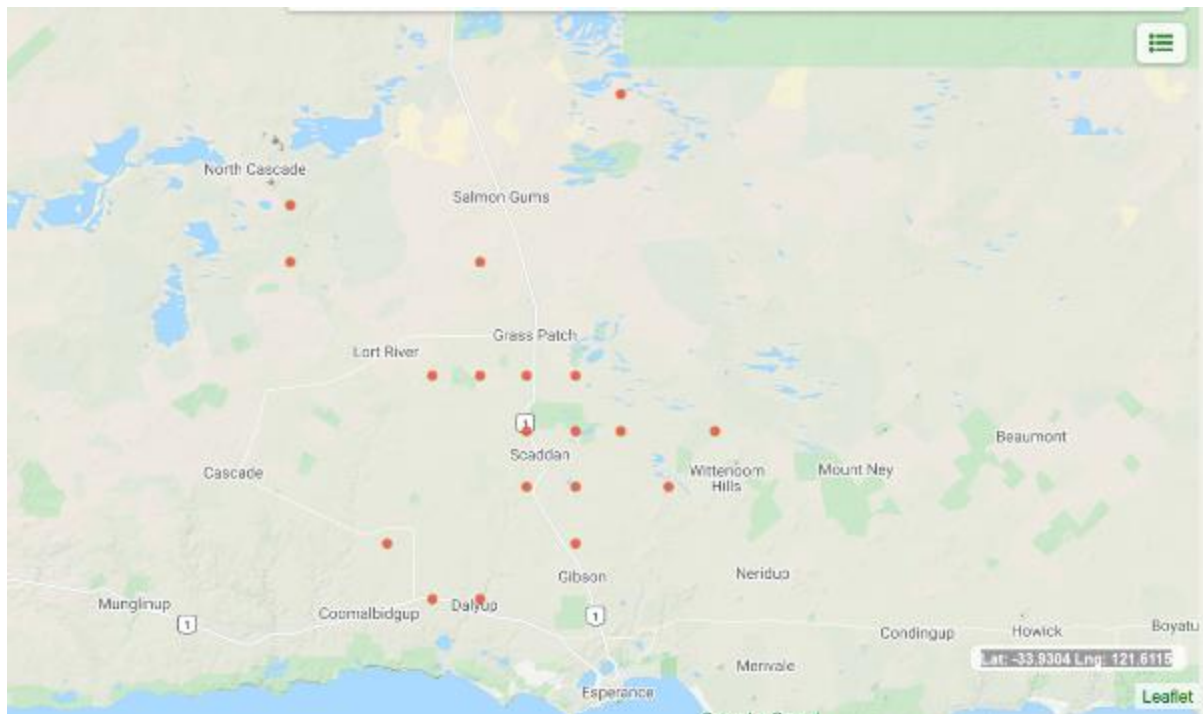 North Cascade
Salmon Gums
Grass Patch
Lort River
1
Beaumont
Scaddan
Cascade
Wittenoom
Hills
Mount Ney
Gibson
Neridup
Munglinup
1
Coomalbidgup
Dalyup
1
Condingup
Howick
Boyatu
Lat: -33.9304 Lng: 121.6115
Merivale
Esperance
Leaflet